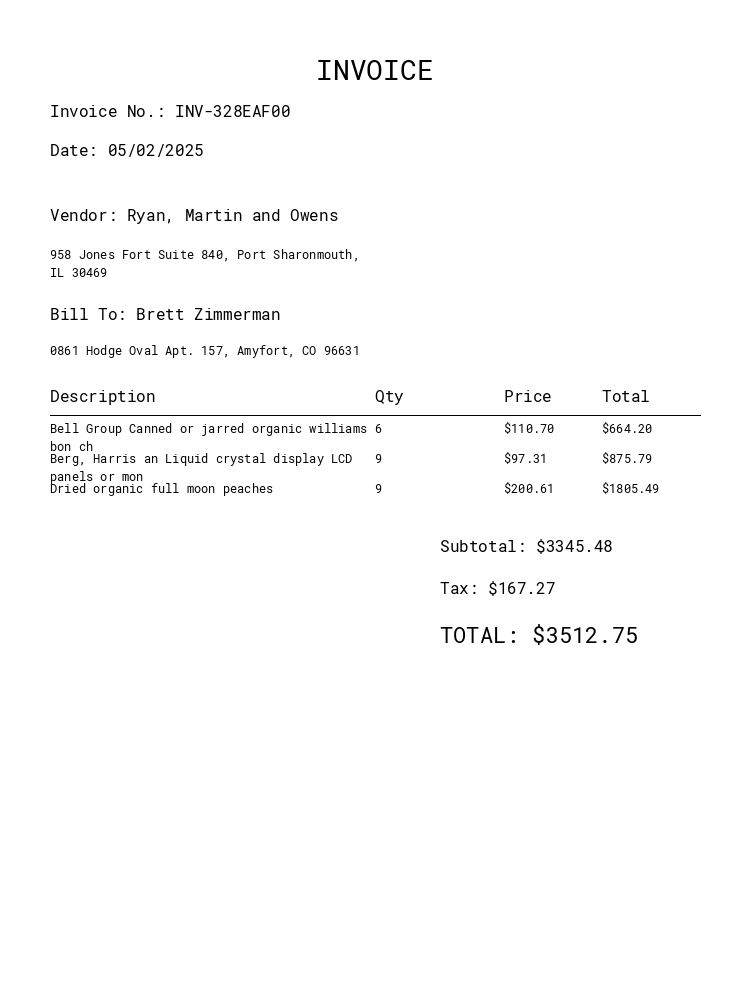 INVOICE
Invoice No.: INV-328EAF00
Date: 05/02/2025
Vendor: Ryan, Martin and Owens
958 Jones Fort Suite 840, Port Sharonmouth,
IL 30469
Bill To: Brett Zimmerman
0861 Hodge Oval Apt. 157, Amyfort, CO 96631
Description Qty Price Total
Bell Group Canned or jarred organic williams 6 $110.70 $664.20
bon ch
Berg, Harris an Liquid crystal display LCD 9 $97.31 $875.79
panels or mon
Dried organic full moon peaches 9 $200.61 $1805.49
Subtotal: $3345.48
Tax: $167.27
TOTAL: $3512.75